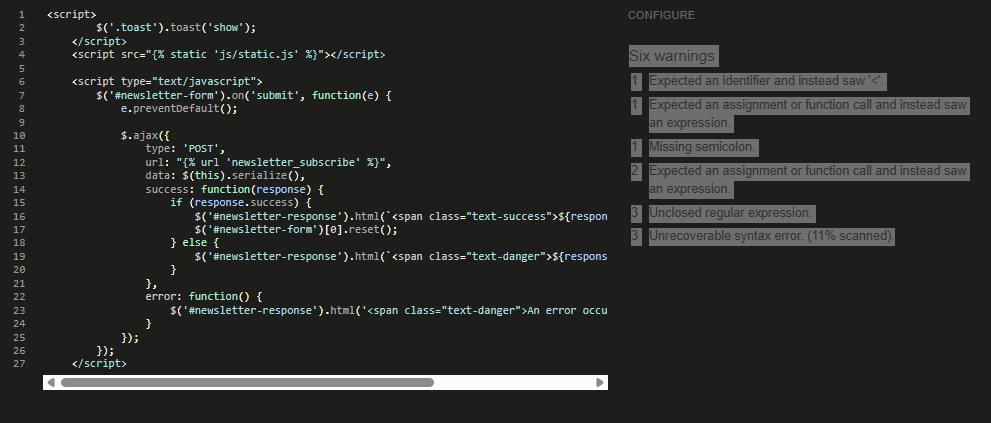 1 <script>
2 $('.toast').toast('show');
3 </script>
4 <script src="{% static 'js/static.js' %}"></script>
5
6 <script type="text/javascript">
7 $('#newsletter-form').on('submit', function(e) {
8 e.preventDefault();
9
10 $.ajax({
11 type: 'POST',
12 url: "{% url 'newsletter_subscribe' %}",
13 data: $(this).serialize(),
14 success: function(response) {
15 if (response.success) {
16 $('#newsletter-response').html(`<span class="text-success">${respon
17 $('#newsletter-form')[0].reset();
18 } else {
19 $('#newsletter-response').html(`<span class="text-danger">${respons
20 }
21 },
22 error: function() {
23 $('#newsletter-response').html('<span class="text-danger">An error occu
24 }
25 });
26 });
27 </script>
CONFIGURE
Six warnings
1 Expected an identifier and instead saw '<'.
1 Expected an assignment or function call and instead saw
an expression.
1 Missing semicolon.
2 Expected an assignment or function call and instead saw
an expression.
3 Unclosed regular expression.
3 Unrecoverable syntax error. (11% scanned).